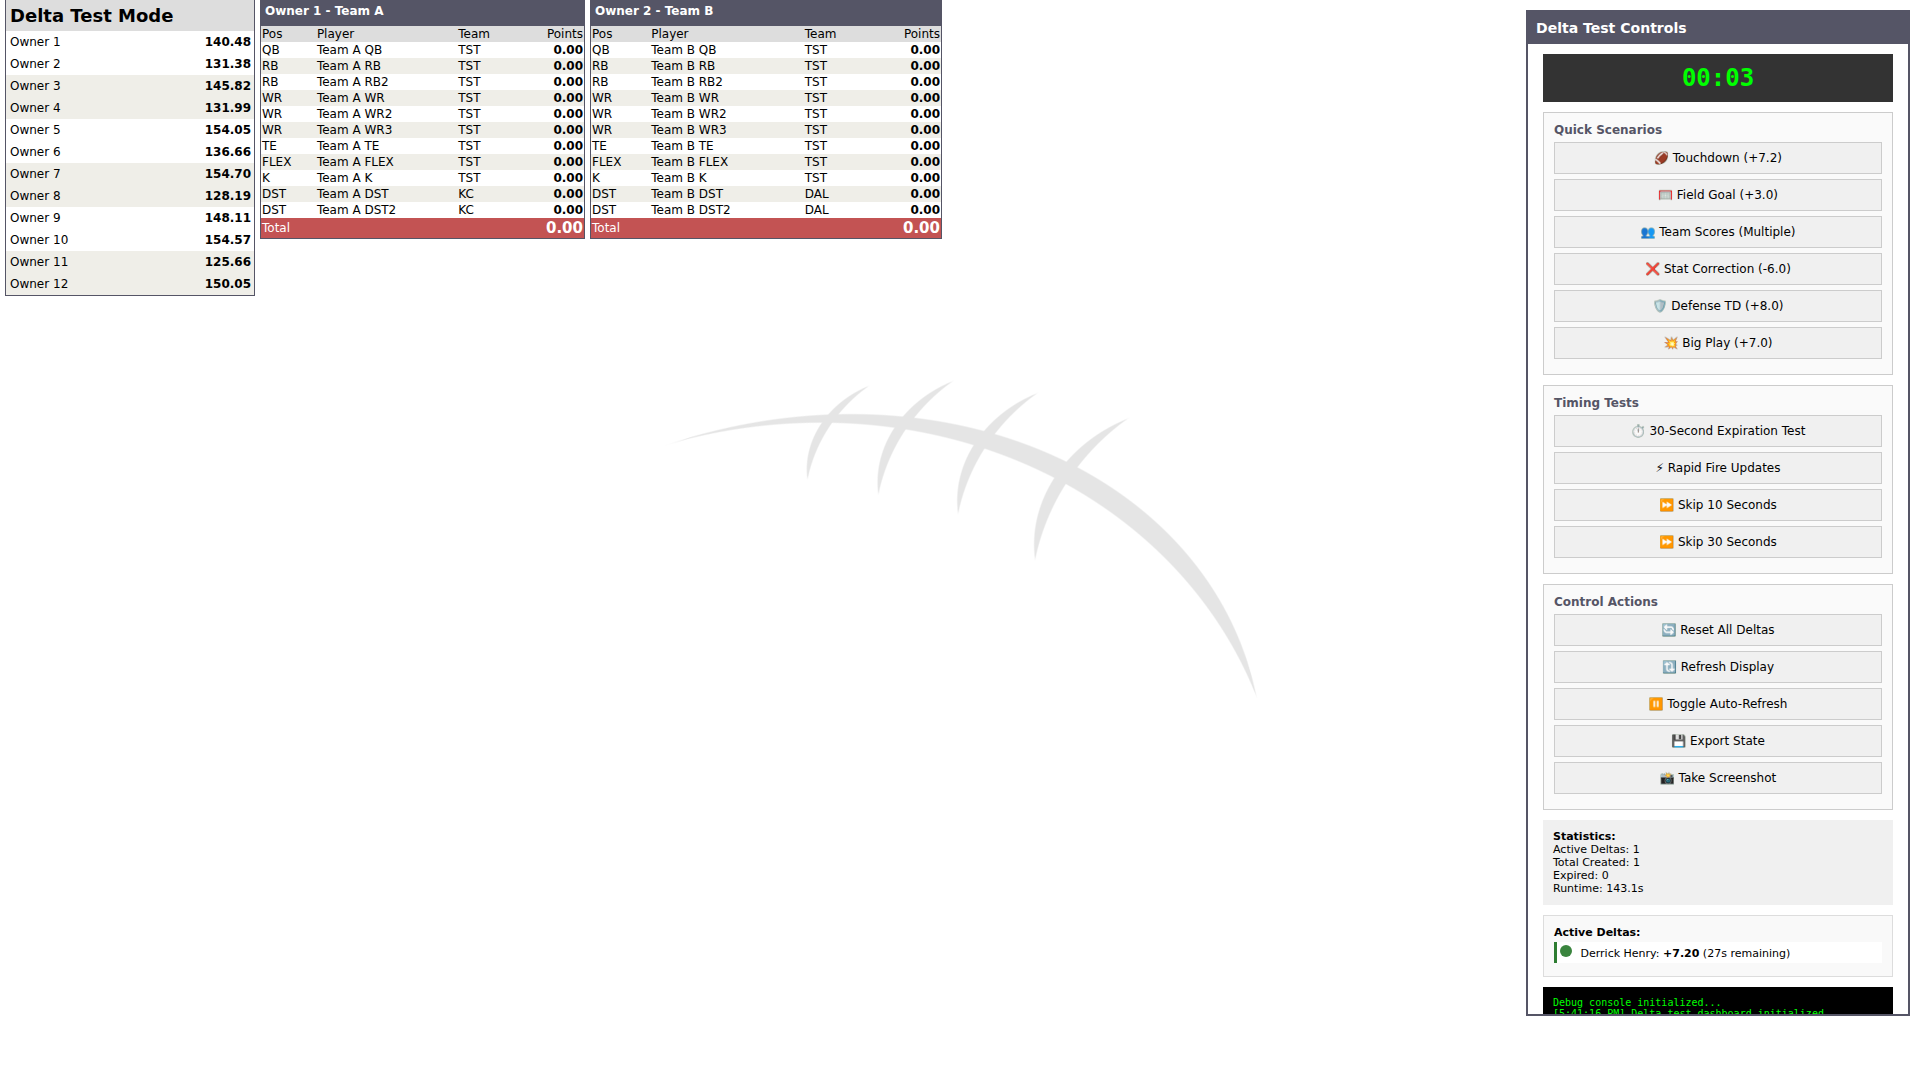 Delta Test Mode
Owner 1 140.48
Owner 2 131.38
Owner 3 145.82
Owner 4 131.99
Owner 5 154.05
Owner 6 136.66
Owner 7 154.70
Owner 8 128.19
Owner 9 148.11
Owner 10 154.57
Owner 11 125.66
Owner 12 150.05
Owner 1 - Team A
Pos Player Team Points
QB Team A QB TST 0.00
RB Team A RB TST 0.00
RB Team A RB2 TST 0.00
WR Team A WR TST 0.00
WR Team A WR2 TST 0.00
WR Team A WR3 TST 0.00
TE Team A TE TST 0.00
FLEX Team A FLEX TST 0.00
K Team A K TST 0.00
DST Team A DST KC 0.00
DST Team A DST2 KC 0.00
Total 0.00
Owner 2 - Team B
Pos Player Team Points
QB Team B QB TST 0.00
RB Team B RB TST 0.00
RB Team B RB2 TST 0.00
WR Team B WR TST 0.00
WR Team B WR2 TST 0.00
WR Team B WR3 TST 0.00
TE Team B TE TST 0.00
FLEX Team B FLEX TST 0.00
K Team B K TST 0.00
DST Team B DST DAL 0.00
DST Team B DST2 DAL 0.00
Total 0.00
Delta Test Controls
00:03
Quick Scenarios
🏈 Touchdown (+7.2)
🥅 Field Goal (+3.0)
👥 Team Scores (Multiple)
❌ Stat Correction (-6.0)
🛡️ Defense TD (+8.0)
💥 Big Play (+7.0)
Timing Tests
⏱️ 30-Second Expiration Test
⚡ Rapid Fire Updates
⏩ Skip 10 Seconds
⏩ Skip 30 Seconds
Control Actions
🔄 Reset All Deltas
🔃 Refresh Display
⏸️ Toggle Auto-Refresh
💾 Export State
📸 Take Screenshot
Statistics:
Active Deltas: 1
Total Created: 1
Expired: 0
Runtime: 143.1s
Active Deltas:
Derrick Henry: +7.20 (27s remaining)
Debug console initialized...
[5:41:16 PM] Delta test dashboard initialized